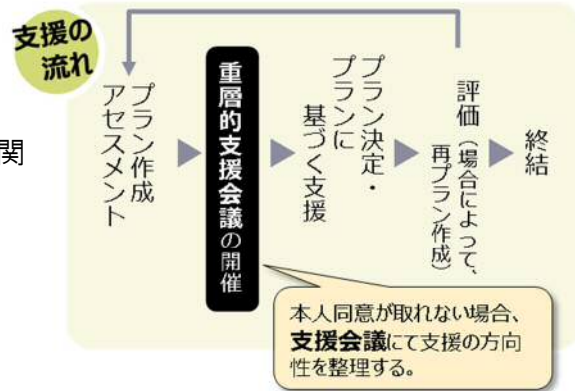 支援の
流れ
関
プラン作成
アセスメント
重層的支援会議の開催
プラン決定・
プランに
基づく支援
評価（場合によって、
再プラン作成）
終結
本人同意が取れない場合、
支援会議にて支援の方向
性を整理する。